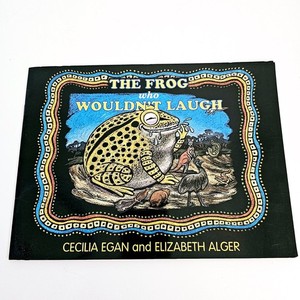 THE FROG
who
WOULDN'T LAUGH
CECILIA EGAN and ELIZABETH ALGER